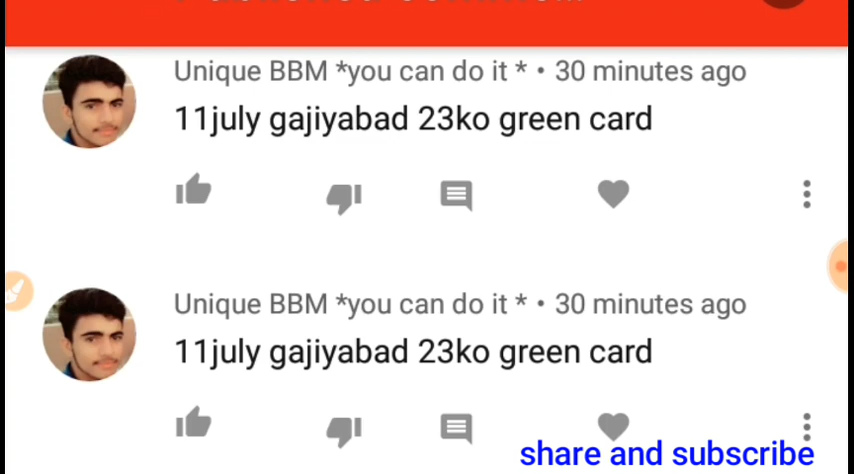 Unique BBM *you can do it * • 30 minutes ago
11july gajiyabad 23ko green card
Unique BBM *you can do it * • 30 minutes ago
11july gajiyabad 23ko green card
share and subscribe